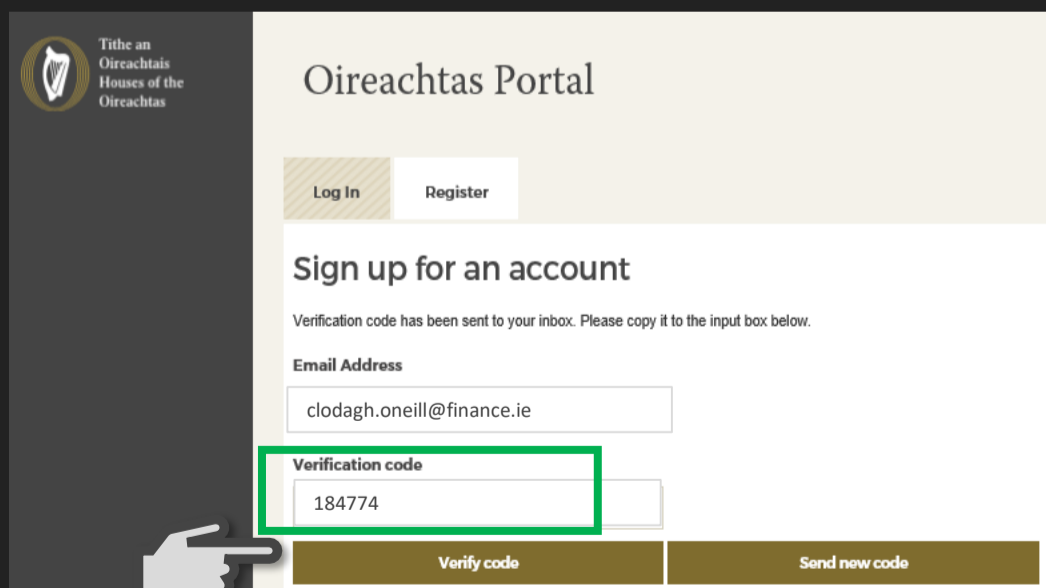 Tithe an
Oireachtais
Houses of the
Oireachtas
Oireachtas Portal
Log In
Register
Sign up for an account
Verification code has been sent to your inbox. Please copy it to the input box below.
Email Address
clodagh.oneill@finance.ie
Verification code
184774
Verify code
Send new code